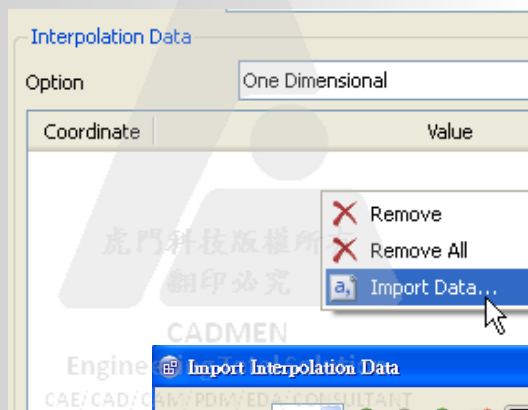 Interpolation Data
Option
One Dimensional
Coordinate
Value
Remove
Remove All
Import Data...
虎門科技版權所有
翻印必究
CADMEN
Import Interpolation Data
CAE/CAD/CAM/PDM/EDA/CONSULTANT